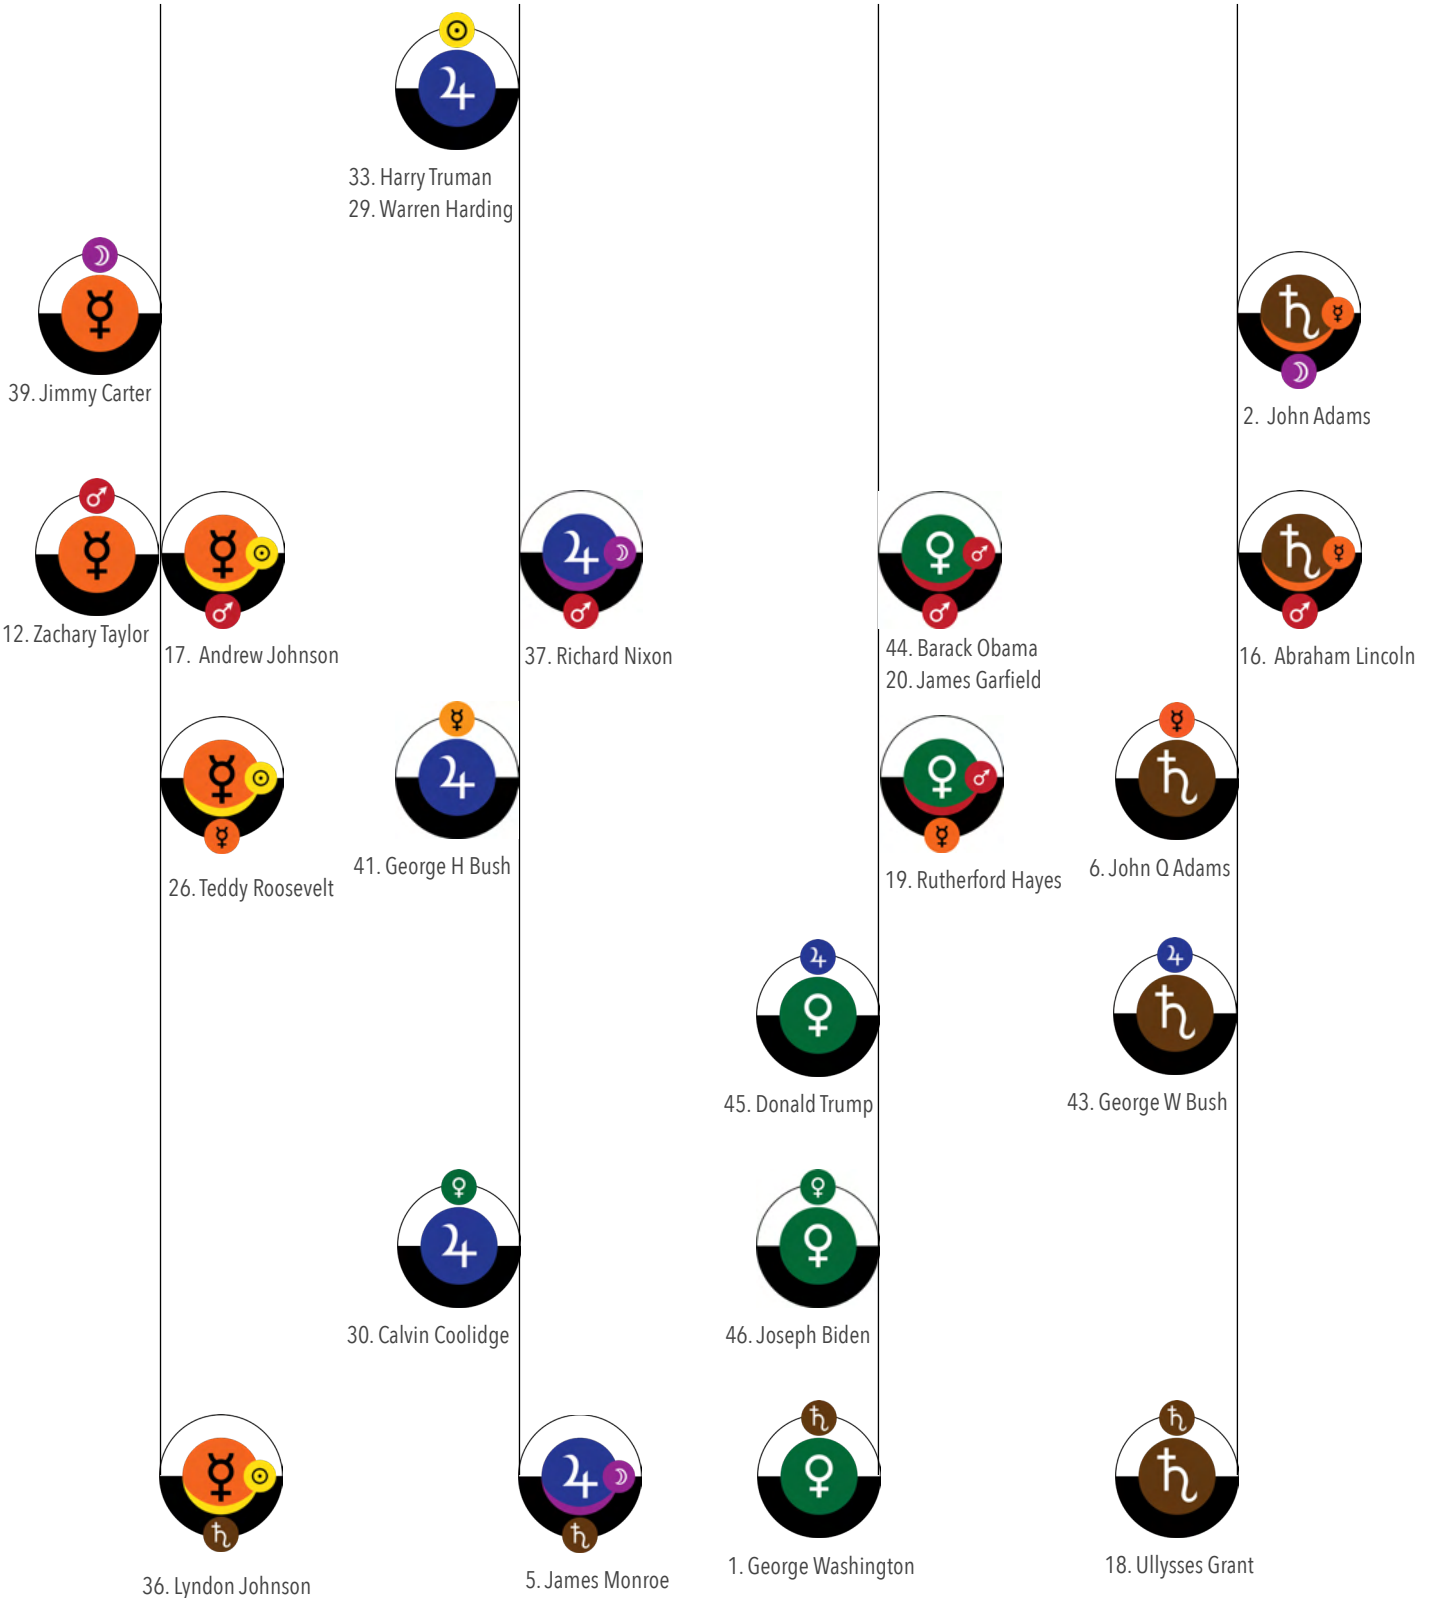 33. Harry Truman
29. Warren Harding
39. Jimmy Carter
2. John Adams
12. Zachary Taylor
17. Andrew Johnson
37. Richard Nixon
44. Barack Obama
20. James Garfield
16. Abraham Lincoln
26. Teddy Roosevelt
41. George H Bush
19. Rutherford Hayes
6. John Q Adams
45. Donald Trump
43. George W Bush
30. Calvin Coolidge
46. Joseph Biden
36. Lyndon Johnson
5. James Monroe
1. George Washington
18. Ullysses Grant